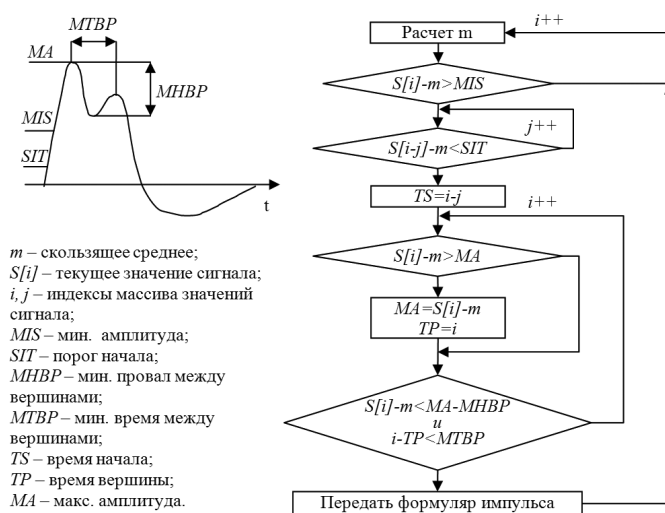 MTBP
MA
MHBP
MIS
SIT
t
m – скользящее среднее;
S[i] – текущее значение сигнала;
i, j – индексы массива значений
сигнала;
MIS – мин. амплитуда;
SIT – порог начала;
MHBP – мин. провал между
вершинами;
MTBP – мин. время между
вершинами;
TS – время начала;
TP – время вершины;
MA – макс. амплитуда.
i++
Расчет m
S[i]-m>MIS
j++
S[i-j]-m<SIT
TS=i-j
i++
S[i]-m>MA
MA=S[i]-m
TP=i
S[i]-m<MA-MHBP
и
i-TP<MTBP
Передать формуляр импульса